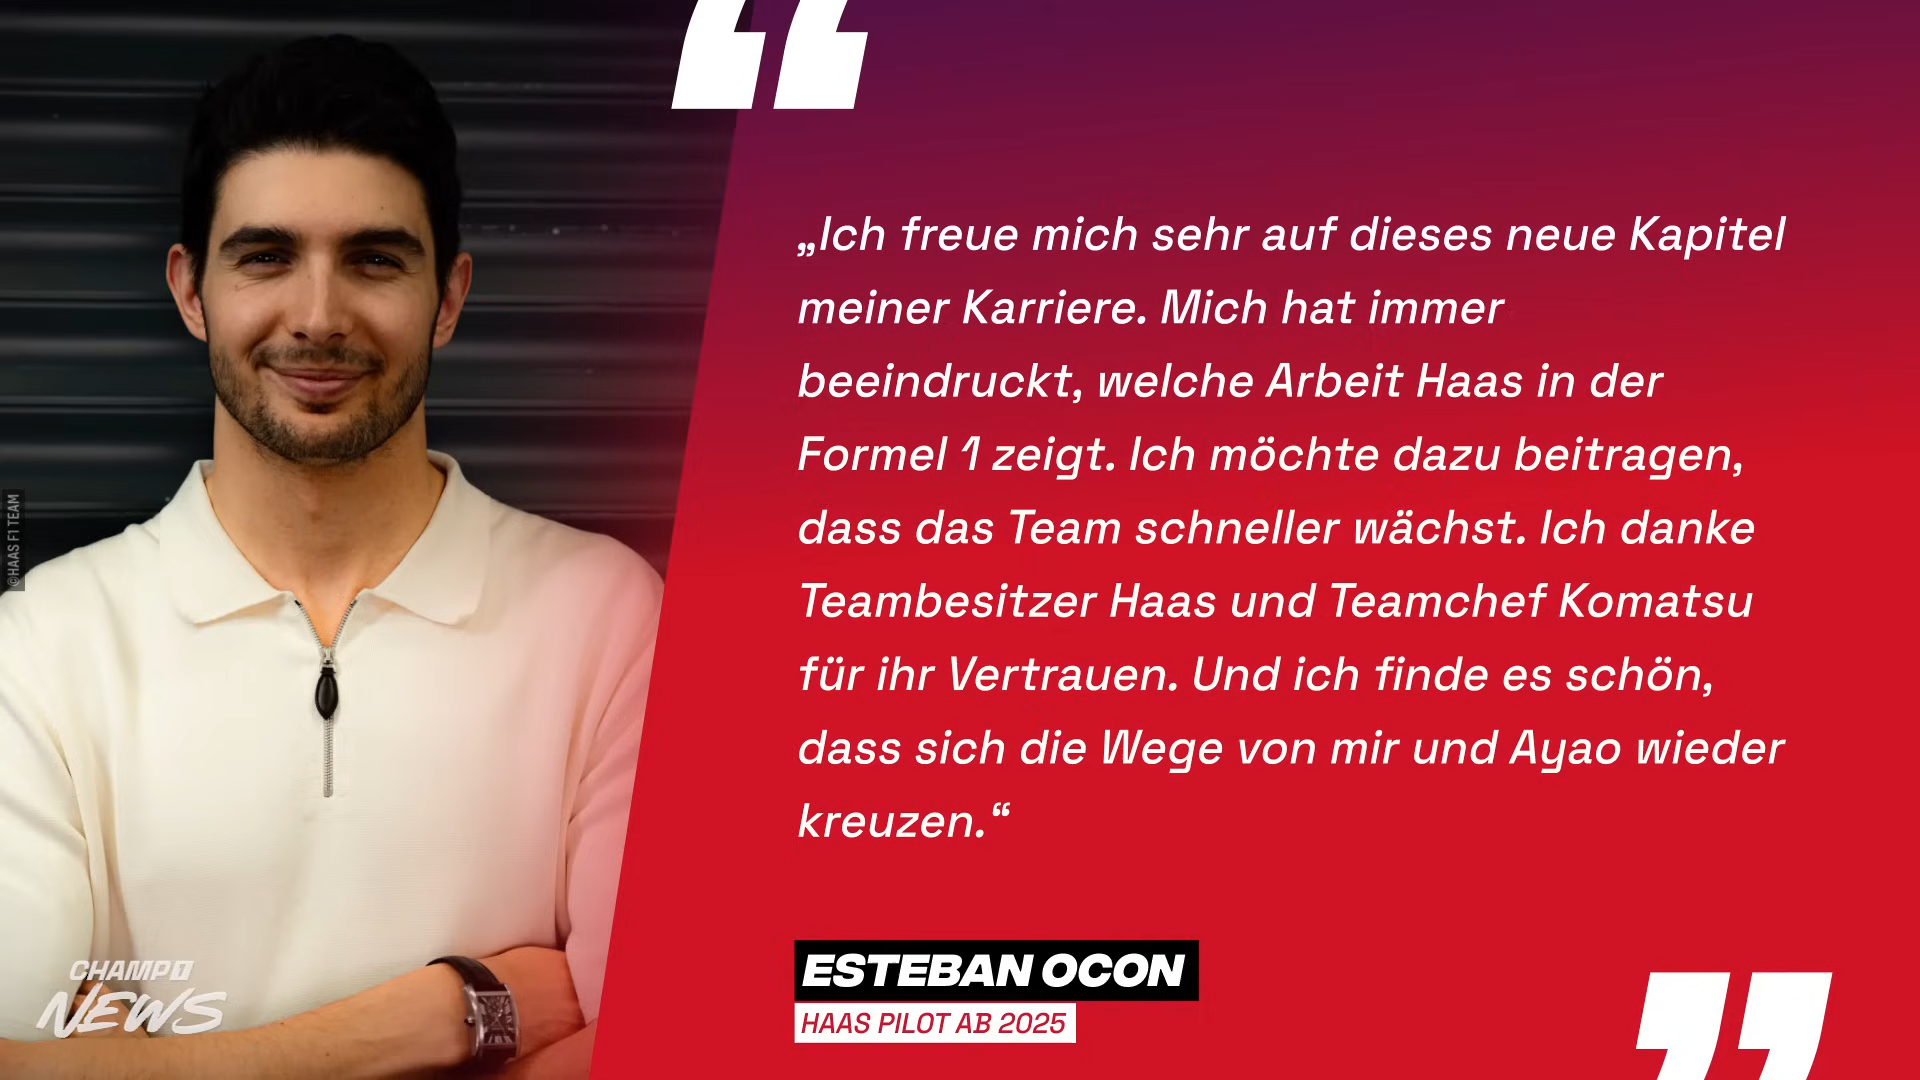 „Ich freue mich sehr auf dieses neue Kapitel
meiner Karriere. Mich hat immer
beeindruckt, welche Arbeit Haas in der
Formel 1 zeigt. Ich möchte dazu beitragen,
dass das Team schneller wächst. Ich danke
Teambesitzer Haas und Teamchef Komatsu
für ihr Vertrauen. Und ich finde es schön,
dass sich die Wege von mir und Ayao wieder
kreuzen.“
ESTEBAN OCON
HAAS PILOT AB 2025
©HAAS F1 TEAM
CHAMP1
NEWS